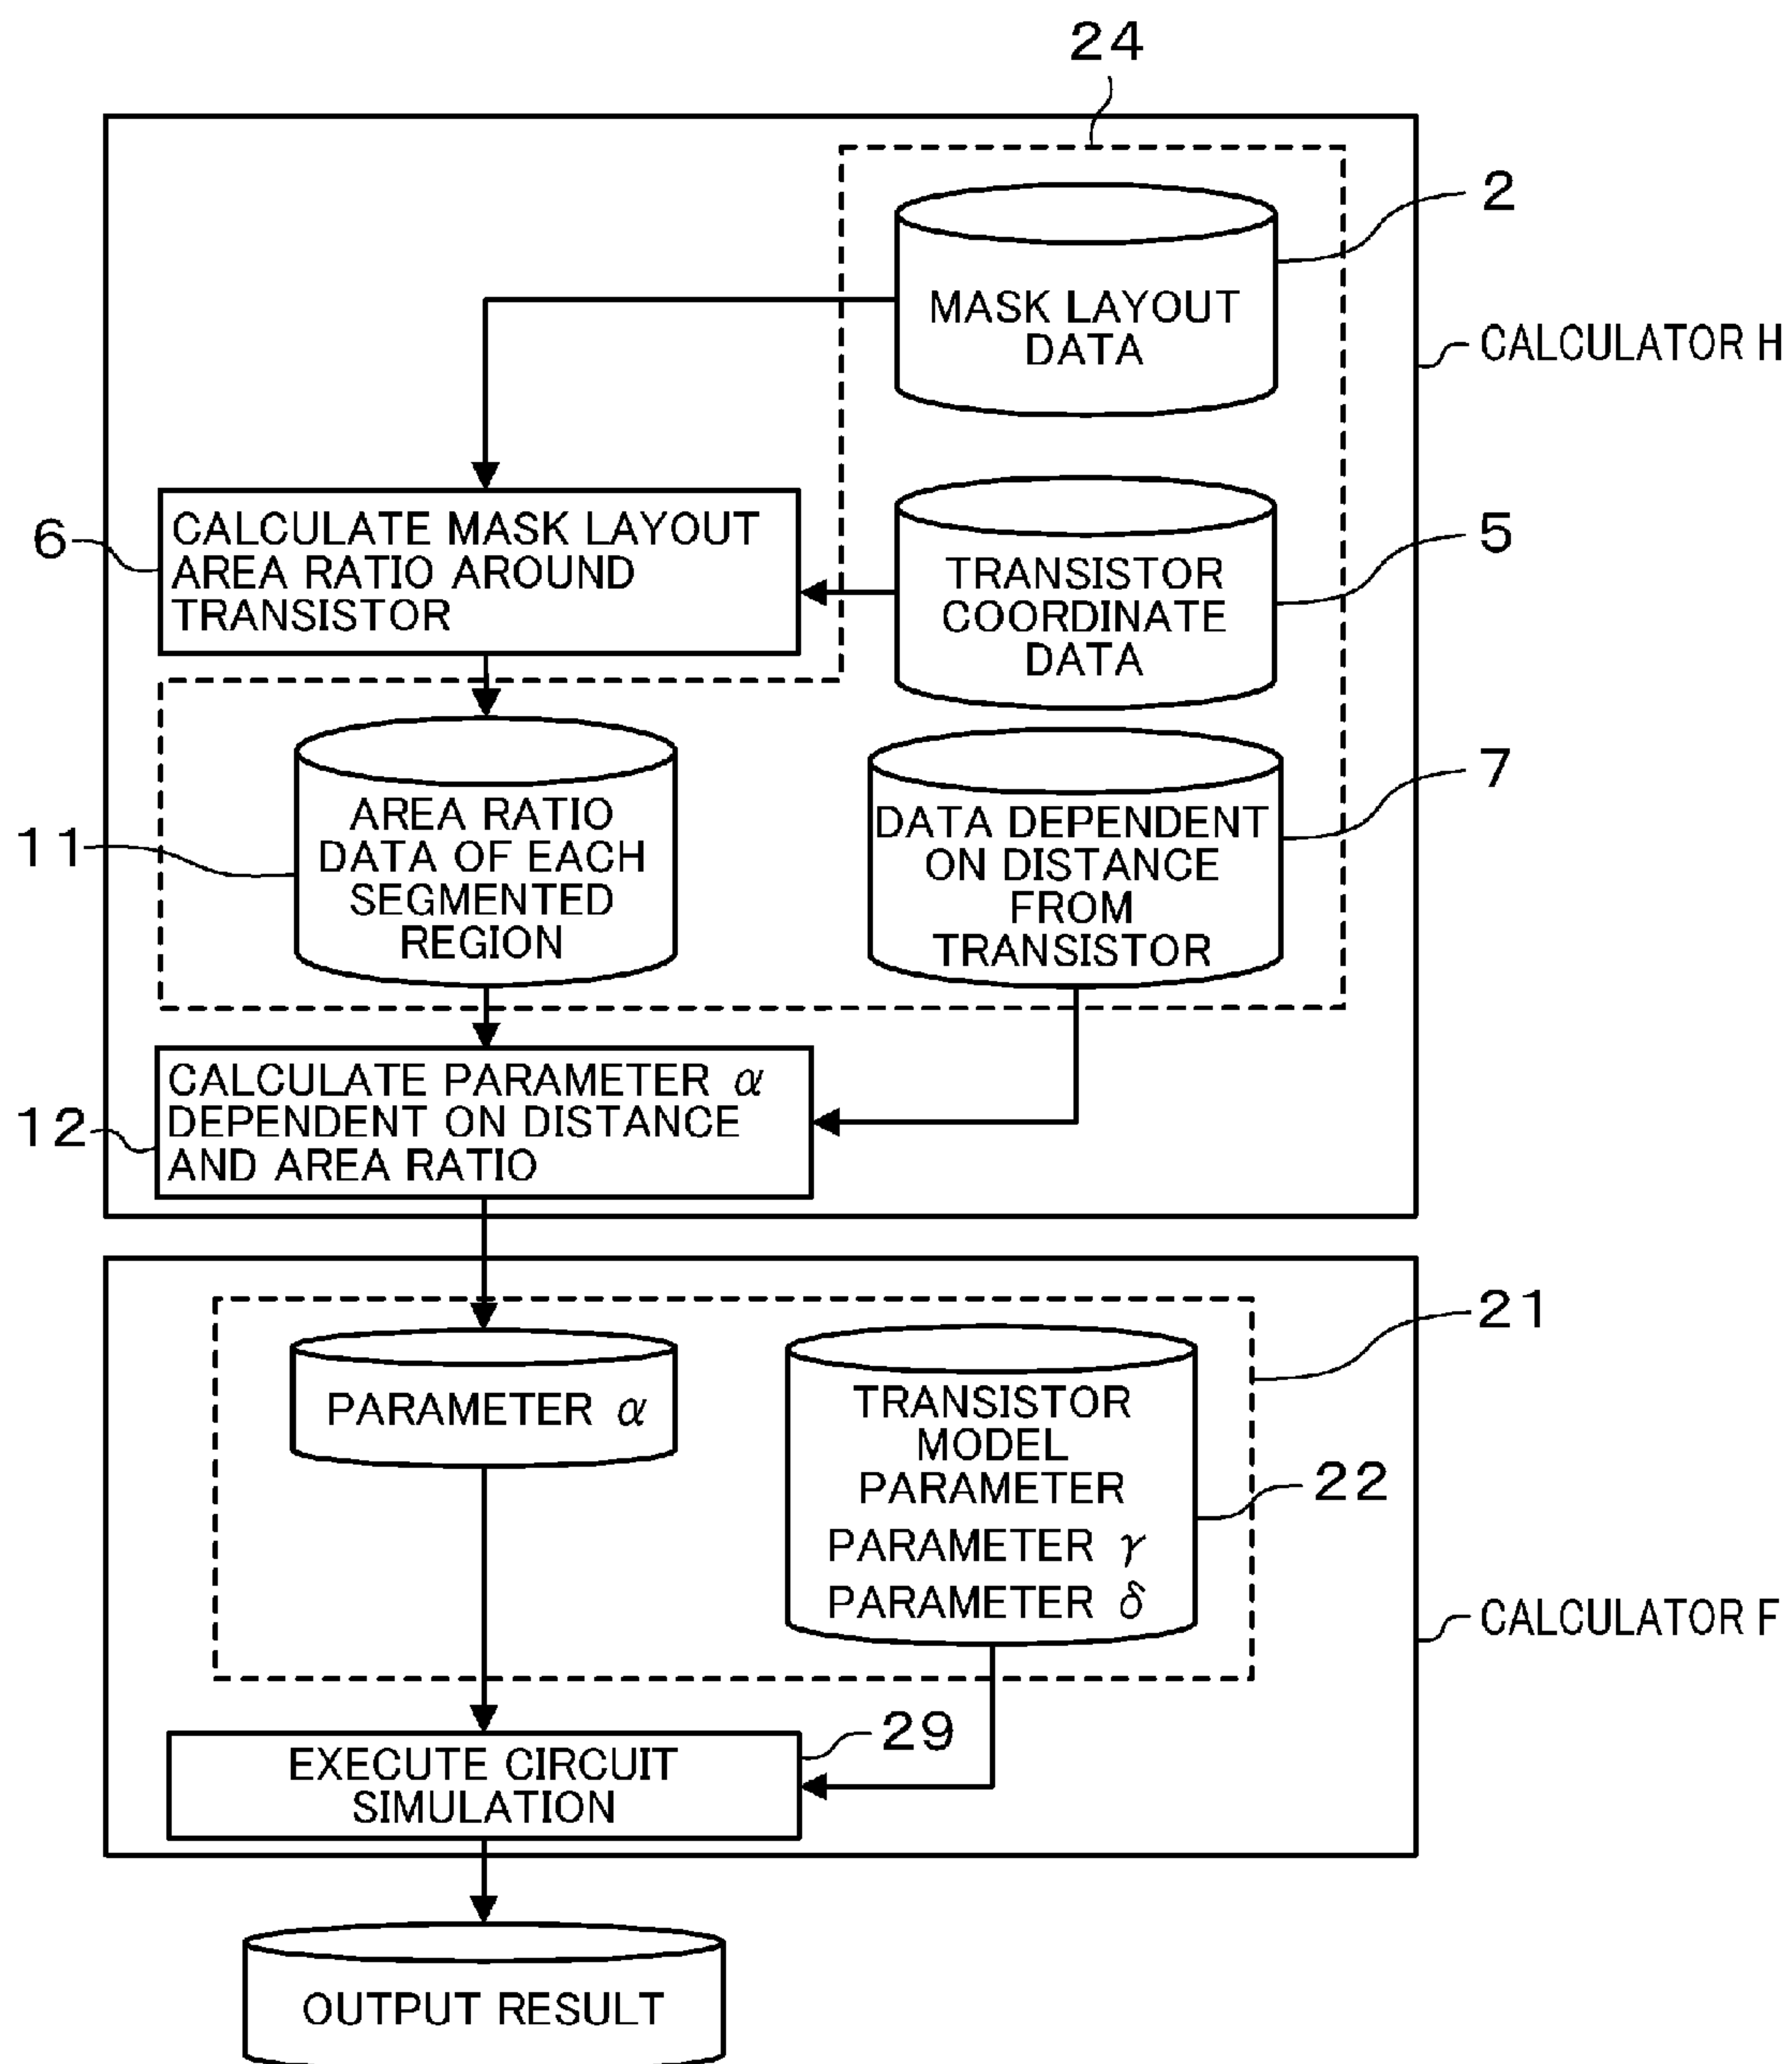 24
2
MASK LAYOUT
DATA
CALCULATOR H
6
CALCULATE MASK LAYOUT
AREA RATIO AROUND
TRANSISTOR
5
TRANSISTOR
COORDINATE
DATA
7
11
AREA RATIO
DATA OF EACH
SEGMENTED
REGION
DATA DEPENDENT
ON DISTANCE
FROM
TRANSISTOR
12
CALCULATE PARAMETER α
DEPENDENT ON DISTANCE
AND AREA RATIO
21
PARAMETER α
TRANSISTOR
MODEL
PARAMETER
PARAMETER γ
PARAMETER δ
22
CALCULATOR F
29
EXECUTE CIRCUIT
SIMULATION
OUTPUT RESULT